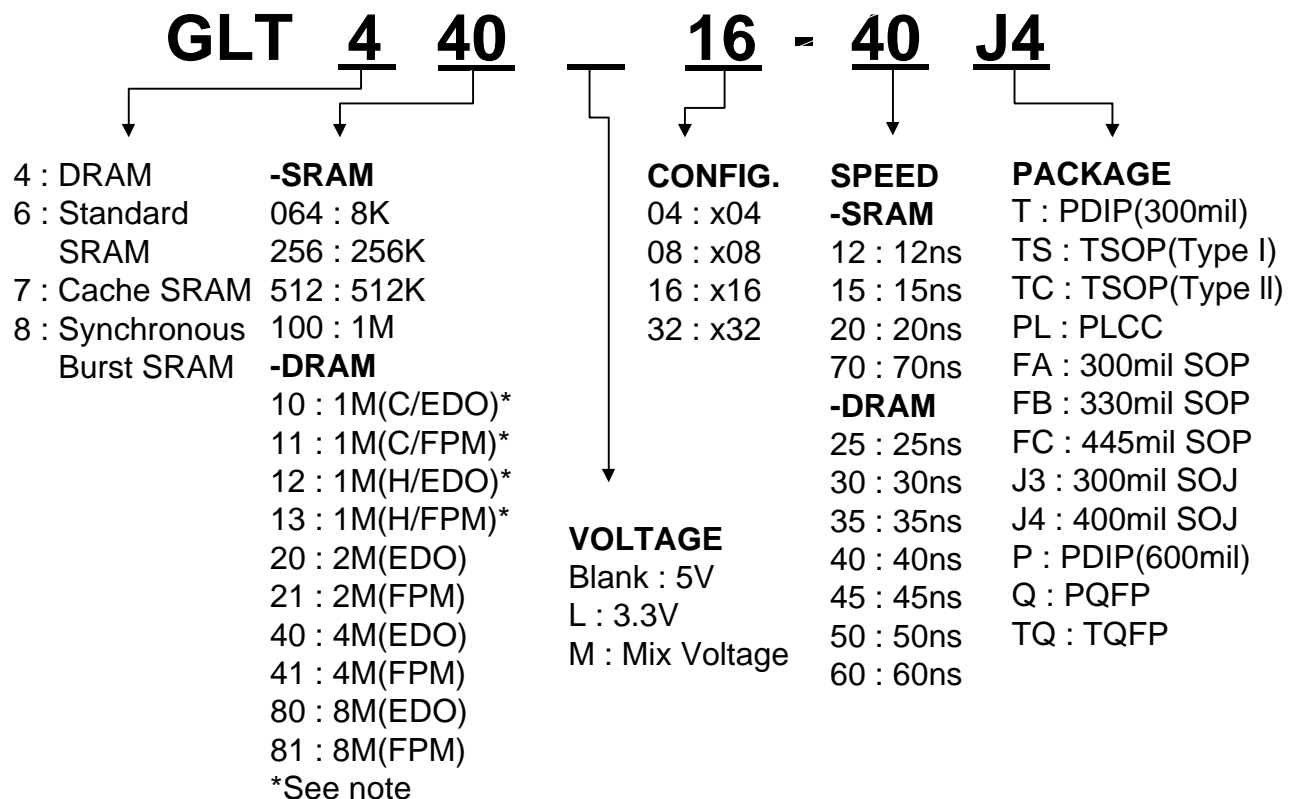 GLT 4 40 16 - 40 J4
4 : DRAM
6 : Standard
SRAM
7 : Cache SRAM
8 : Synchronous
Burst SRAM
-SRAM
064 : 8K
256 : 256K
512 : 512K
100 : 1M
-DRAM
10 : 1M(C/EDO)*
11 : 1M(C/FPM)*
12 : 1M(H/EDO)*
13 : 1M(H/FPM)*
20 : 2M(EDO)
21 : 2M(FPM)
40 : 4M(EDO)
41 : 4M(FPM)
80 : 8M(EDO)
81 : 8M(FPM)
*See note
VOLTAGE
Blank : 5V
L : 3.3V
M : Mix Voltage
CONFIG.
04 : x04
08 : x08
16 : x16
32 : x32
SPEED
-SRAM
12 : 12ns
15 : 15ns
20 : 20ns
70 : 70ns
-DRAM
25 : 25ns
30 : 30ns
35 : 35ns
40 : 40ns
45 : 45ns
50 : 50ns
60 : 60ns
PACKAGE
T : PDIP(300mil)
TS : TSOP(Type I)
TC : TSOP(Type ll)
PL : PLCC
FA : 300mil SOP
FB : 330mil SOP
FC : 445mil SOP
J3 : 300mil SOJ
J4 : 400mil SOJ
P : PDIP(600mil)
Q : PQFP
TQ : TQFP